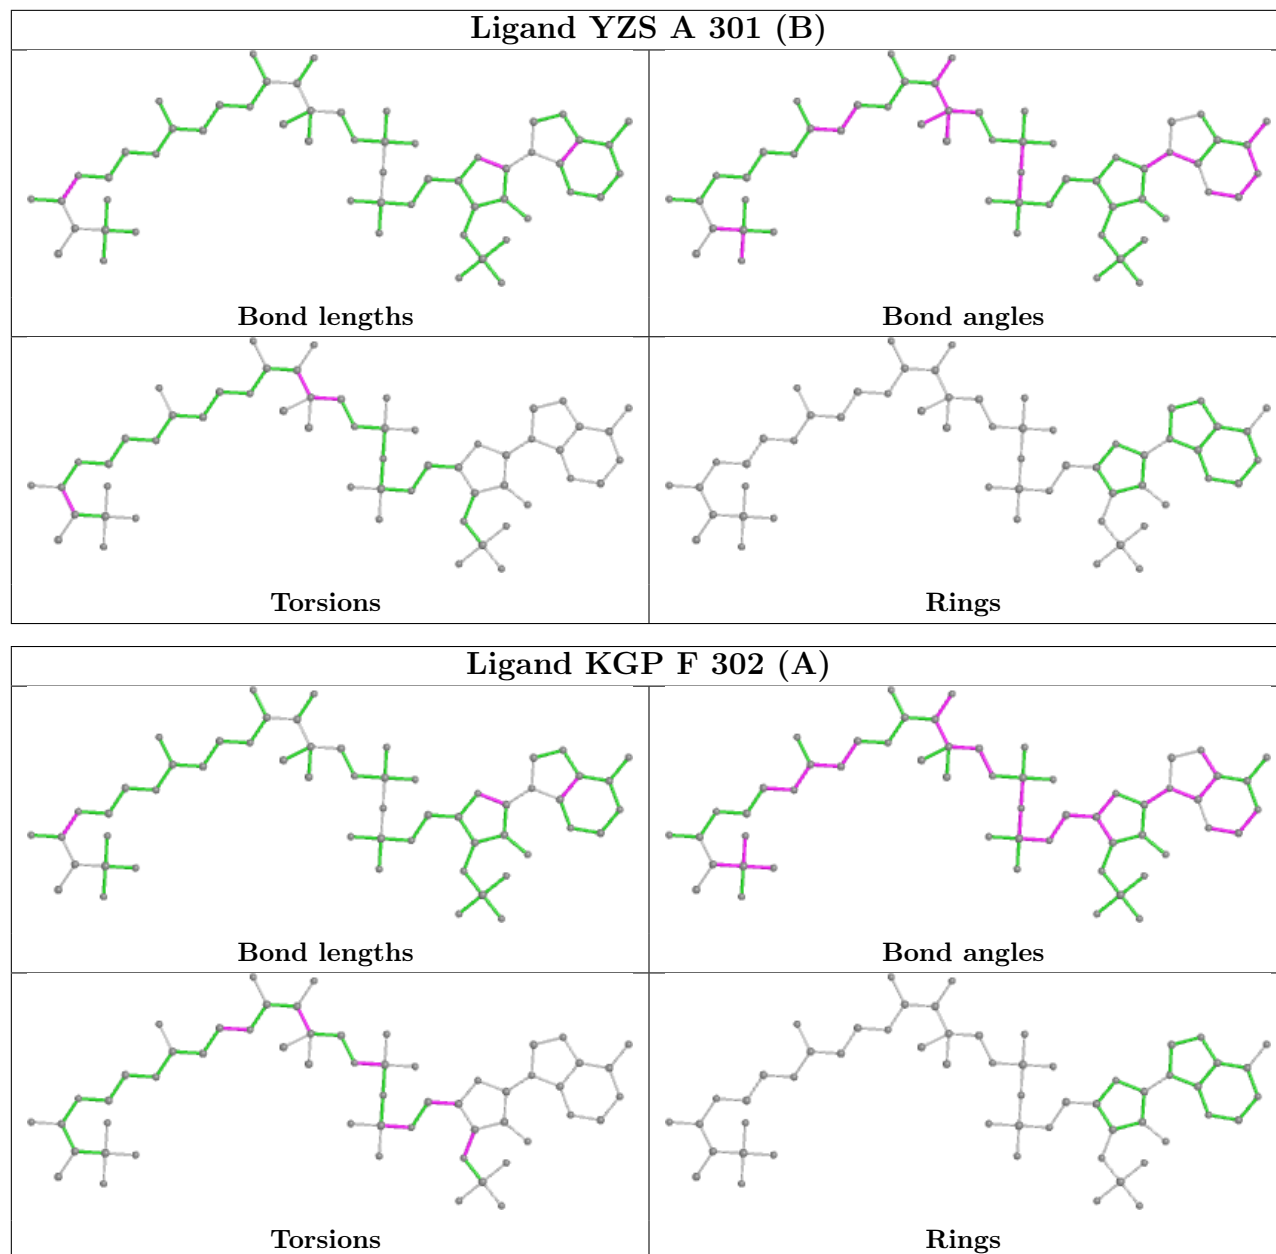 Ligand YZS A 301 (B)
Bond lengths
Bond angles
Torsions
Rings
Ligand KGP F 302 (A)
Bond lengths
Bond angles
Torsions
Rings